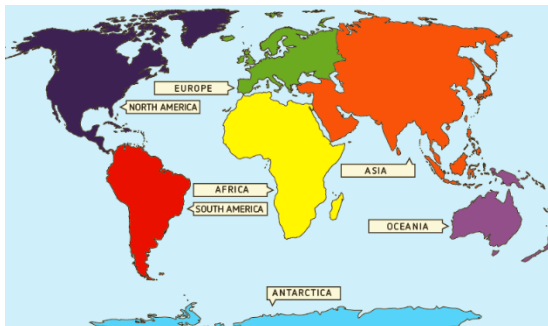 EUROPE
NORTH AMERICA
ASIA
AFRICA
SOUTH AMERICA
OCEANIA
ANTARCTICA